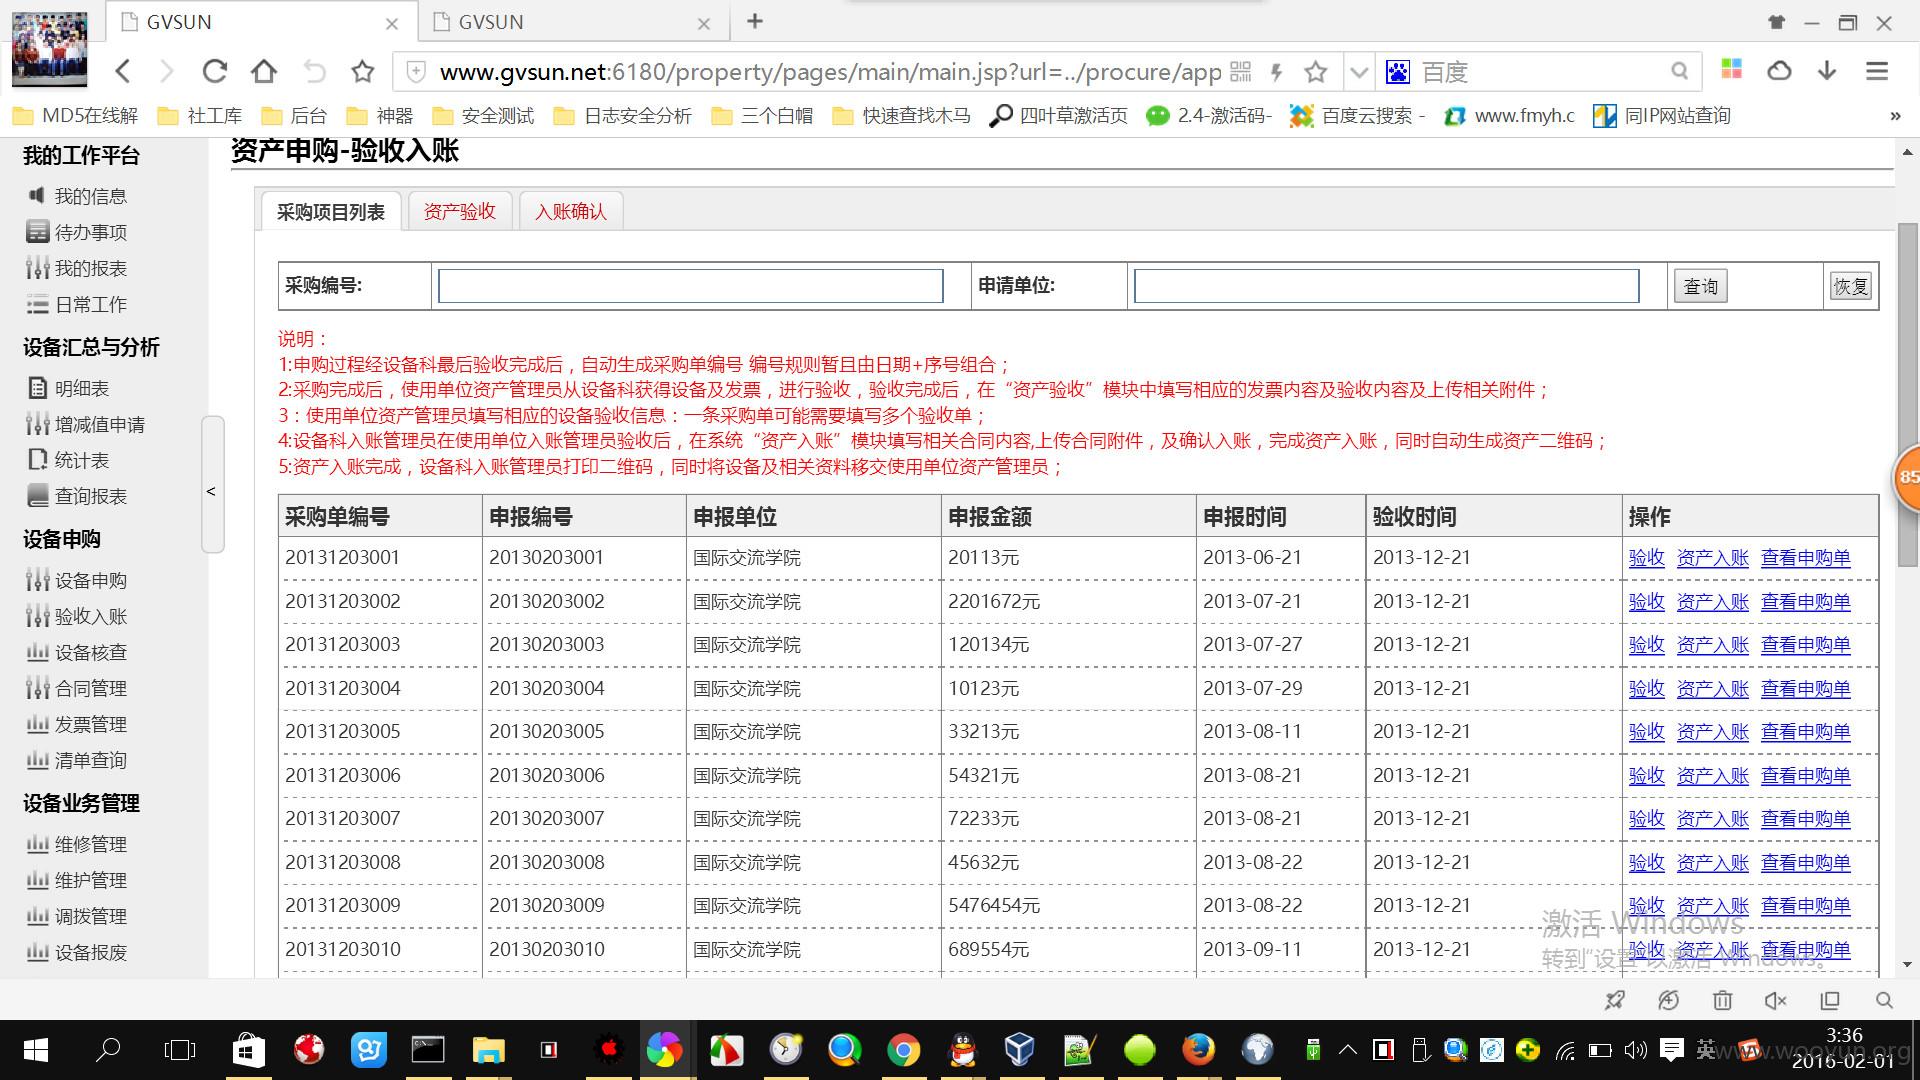 GVSUN GVSUN
www.gvsun.net:6180/property/pages/main/main.jsp?url=../procure/app 百度
MD5在线解 社工库 后台 神器 安全测试 日志安全分析 三个白帽 快速查找木马 四叶草激活页 2.4-激活码- 百度云搜索 - www.fmyh.c 同IP网站查询 »
我的工作平台
我的信息
待办事项
我的报表
日常工作
设备汇总与分析
明细表
增减值申请
统计表
查询报表
设备申购
设备申购
验收入账
设备核查
合同管理
发票管理
清单查询
设备业务管理
维修管理
维护管理
调拨管理
设备报废
<
资产申购-验收入账
采购项目列表 资产验收 入账确认
采购编号: 申请单位: 查询 恢复
说明：
1:申购过程经设备科最后验收完成后，自动生成采购单编号 编号规则暂且由日期+序号组合；
2:采购完成后，使用单位资产管理员从设备科获得设备及发票，进行验收，验收完成后，在“资产验收”模块中填写相应的发票内容及验收内容及上传相关附件；
3：使用单位资产管理员填写相应的设备验收信息：一条采购单可能需要填写多个验收单；
4:设备科入账管理员在使用单位入账管理员验收后，在系统“资产入账”模块填写相关合同内容,上传合同附件，及确认入账，完成资产入账，同时自动生成资产二维码；
5:资产入账完成，设备科入账管理员打印二维码，同时将设备及相关资料移交使用单位资产管理员；
采购单编号 申报编号 申报单位 申报金额 申报时间 验收时间 操作
20131203001 20130203001 国际交流学院 20113元 2013-06-21 2013-12-21 验收 资产入账 查看申购单
20131203002 20130203002 国际交流学院 2201672元 2013-07-21 2013-12-21 验收 资产入账 查看申购单
20131203003 20130203003 国际交流学院 120134元 2013-07-27 2013-12-21 验收 资产入账 查看申购单
20131203004 20130203004 国际交流学院 10123元 2013-07-29 2013-12-21 验收 资产入账 查看申购单
20131203005 20130203005 国际交流学院 33213元 2013-08-11 2013-12-21 验收 资产入账 查看申购单
20131203006 20130203006 国际交流学院 54321元 2013-08-21 2013-12-21 验收 资产入账 查看申购单
20131203007 20130203007 国际交流学院 72233元 2013-08-21 2013-12-21 验收 资产入账 查看申购单
20131203008 20130203008 国际交流学院 45632元 2013-08-22 2013-12-21 验收 资产入账 查看申购单
20131203009 20130203009 国际交流学院 5476454元 2013-08-22 2013-12-21 验收 资产入账 查看申购单
20131203010 20130203010 国际交流学院 689554元 2013-09-11 2013-12-21 验收 资产入账 查看申购单
85
激活 Windows
转到“设置”以激活 Windows。
英 3:36
2016-02-01
www.wooyun.org